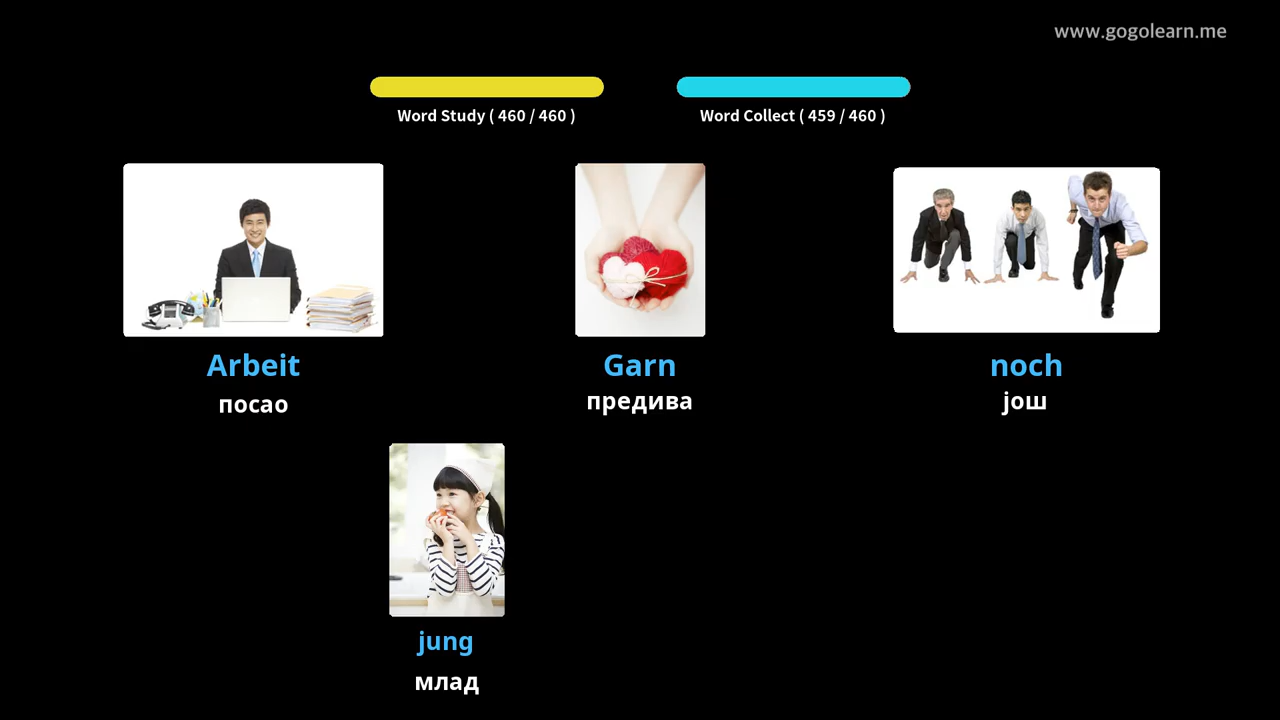 www.gogolearn.me
Word Study ( 460 / 460 )
Word Collect ( 459 / 460 )
Arbeit
посао
Garn
предива
noch
још
jung
млад